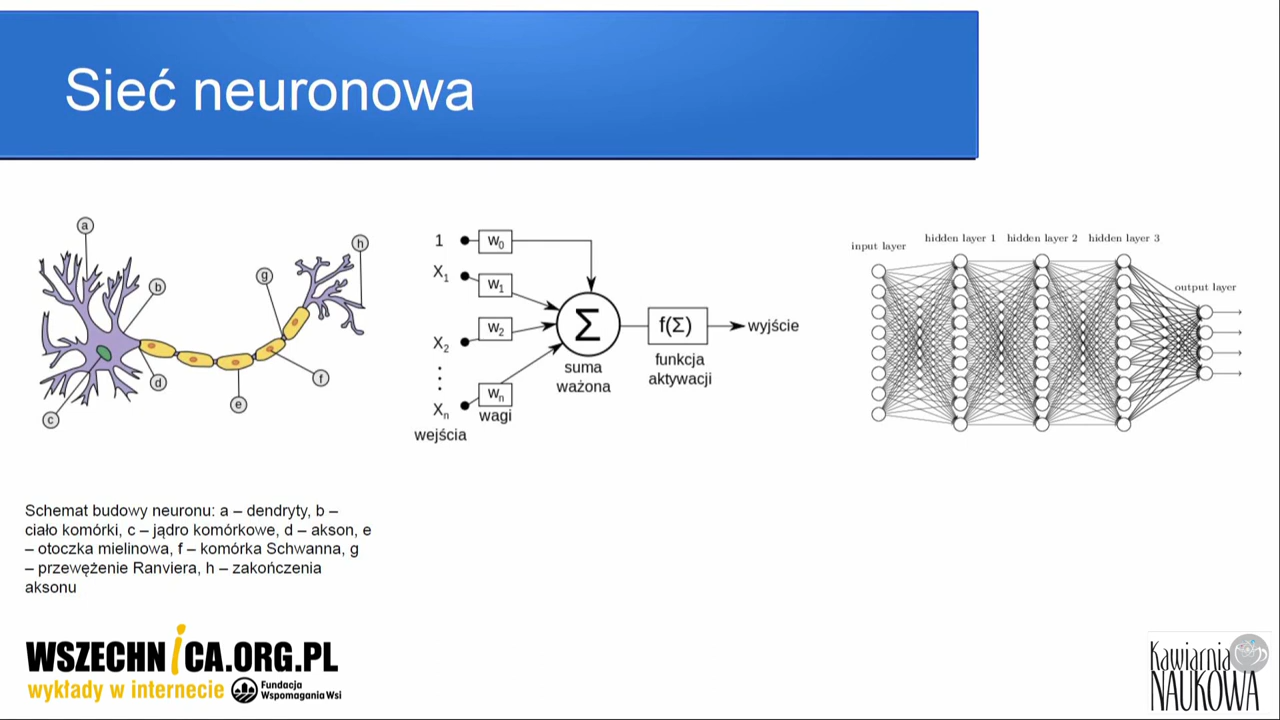 Sieć neuronowa
a
b
c
d
e
f
g
h
1
X1
X2
Xn
wejścia
W0
W1
W2
Wn
wagi
Σ
suma
ważona
f(Σ)
funkcja
aktywacji
wyjście
input layer
hidden layer 1 hidden layer 2 hidden layer 3
output layer
Schemat budowy neuronu: a – dendryty, b –
ciało komórki, c – jądro komórkowe, d – akson, e
– otoczka mielinowa, f – komórka Schwanna, g
– przewężenie Ranviera, h – zakończenia
aksonu
WSZECHNiCA.ORG.PL
wykłady w internecie
Fundacja
Wspomagania Wsi
Kawiarnia
NAUKOWA